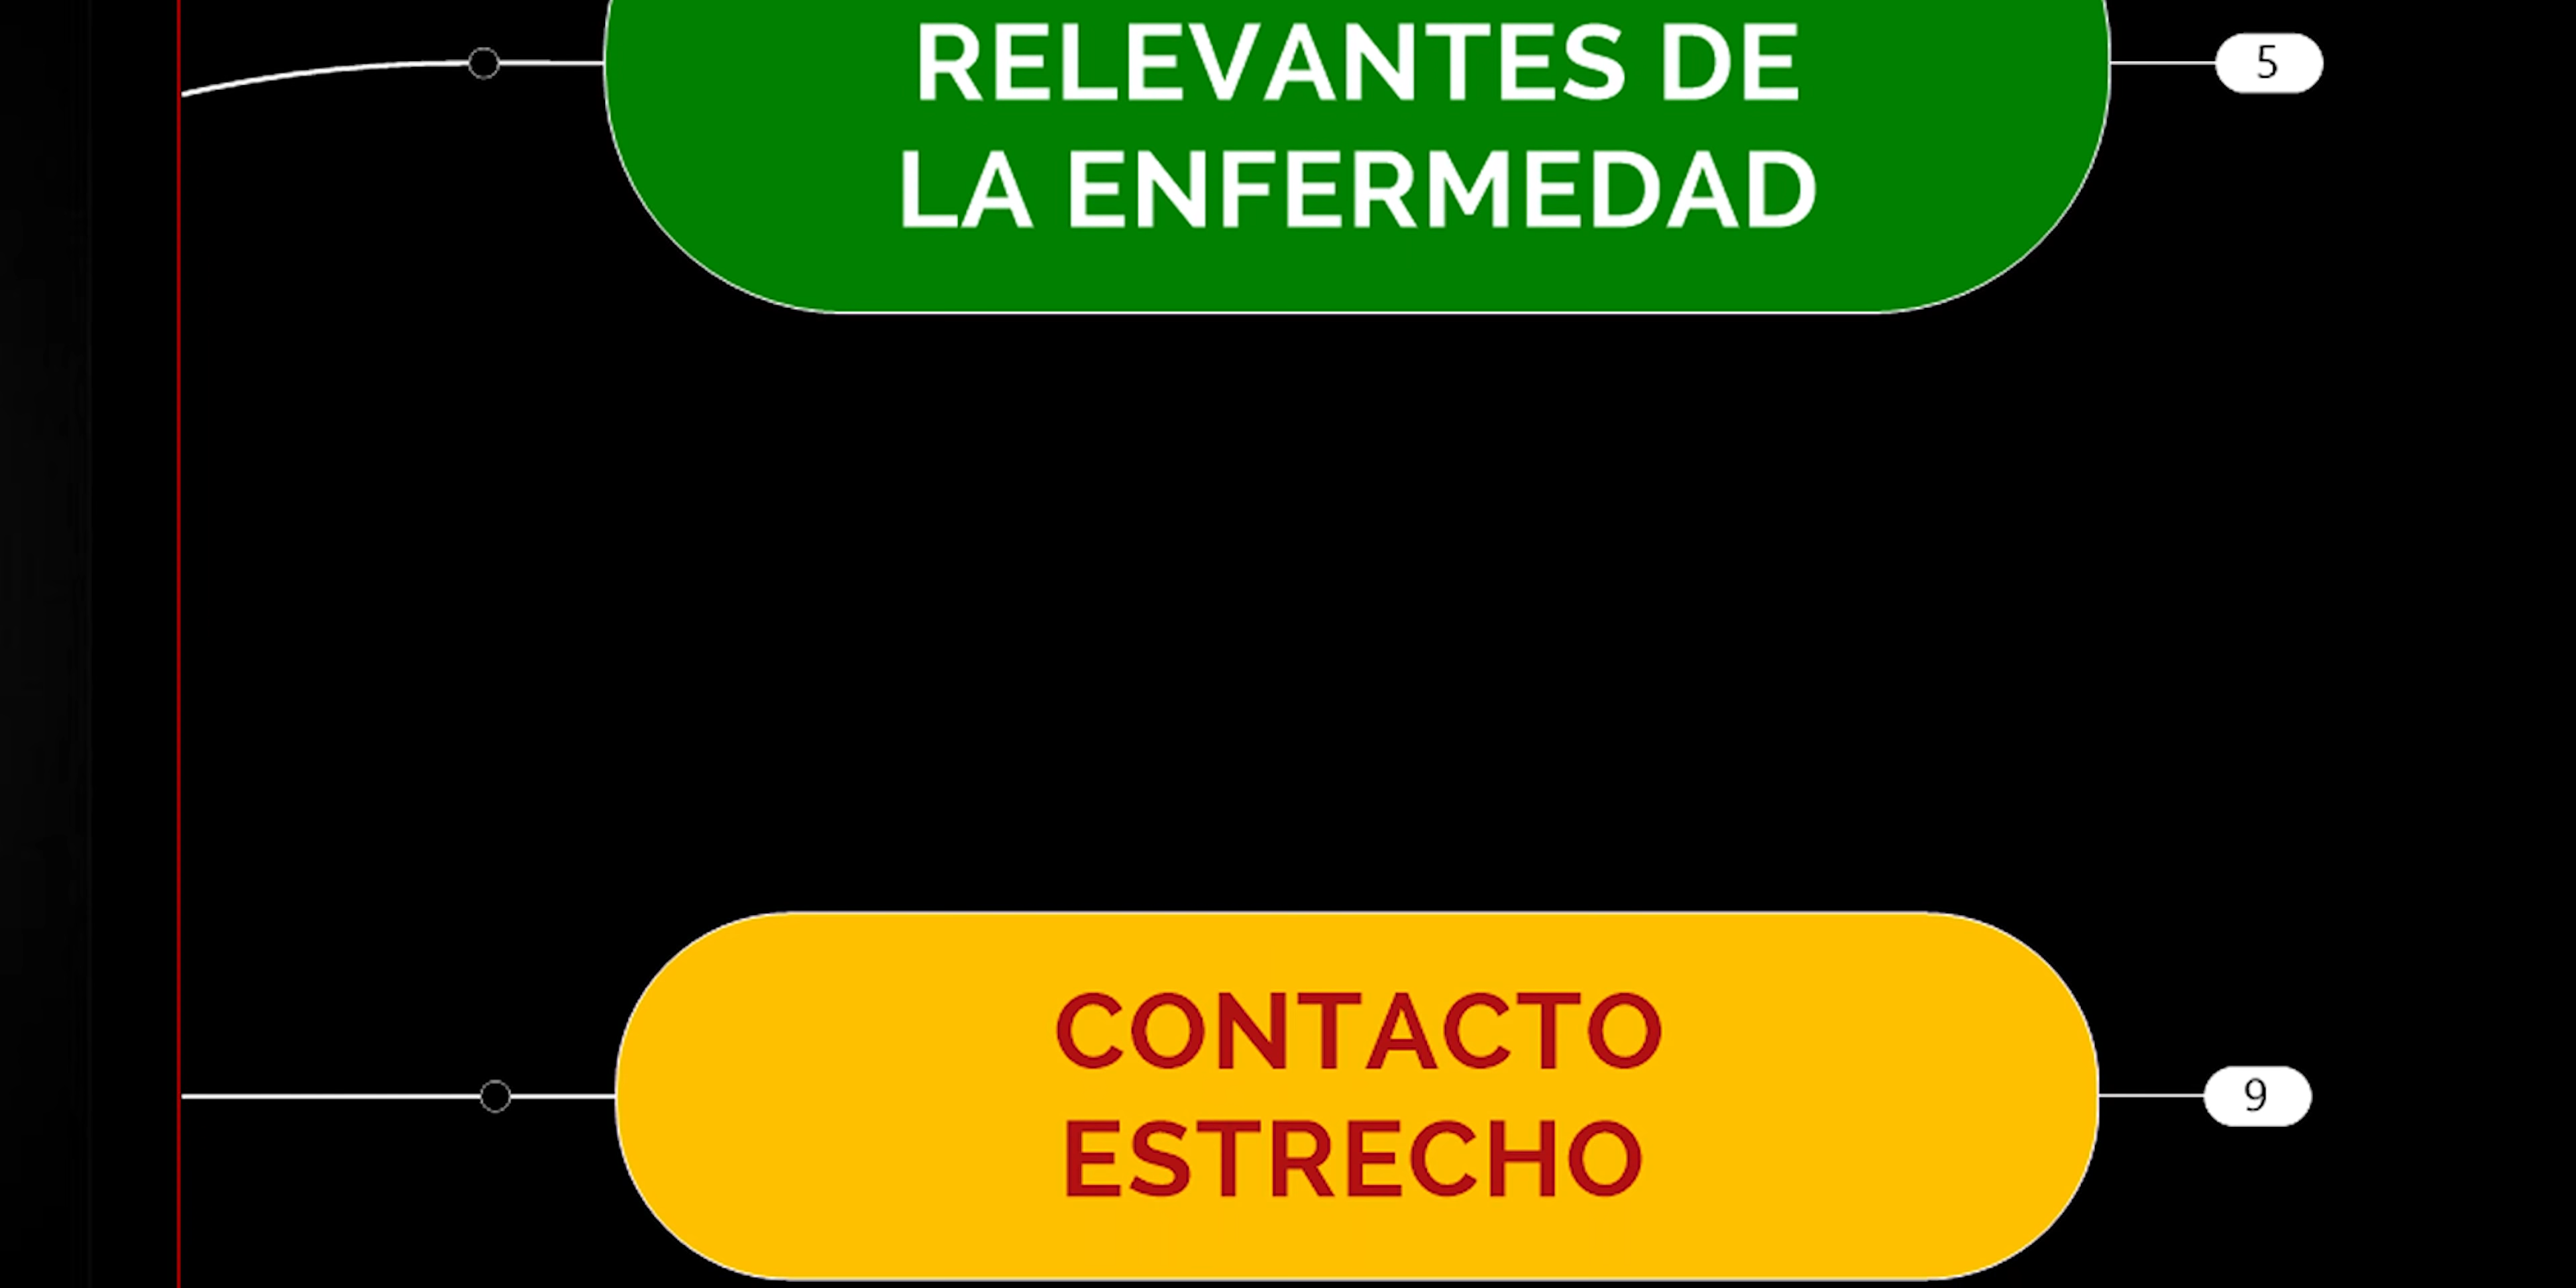 RELEVANTES DE
LA ENFERMEDAD
5
CONTACTO
ESTRECHO
9